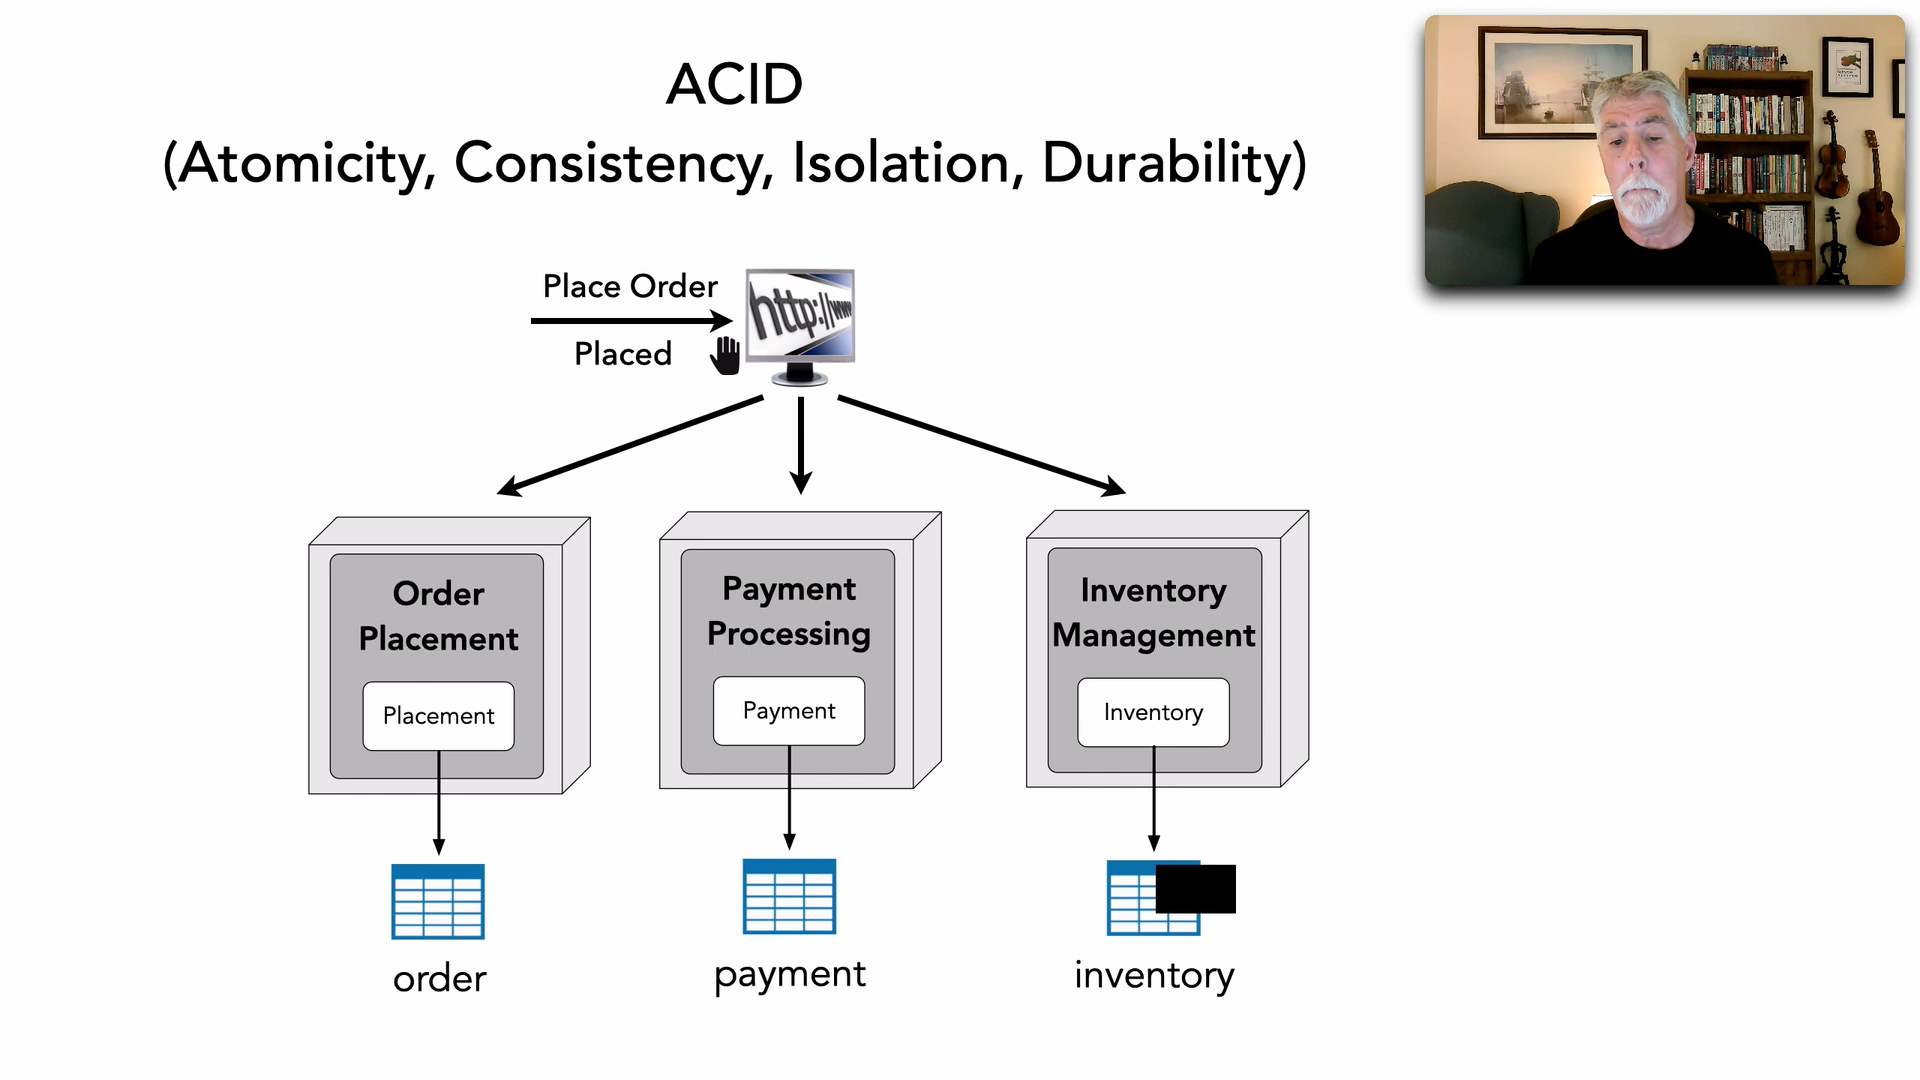 ACID
(Atomicity, Consistency, Isolation, Durability)
Place Order
Placed
http://www
Order
Placement
Placement
Payment
Processing
Payment
Inventory
Management
Inventory
order
payment
inventory